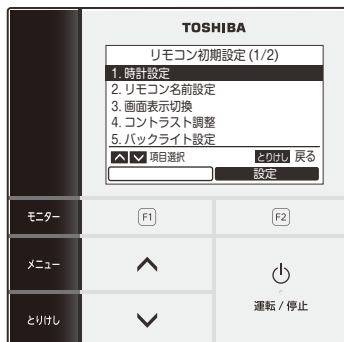 TOSHIBA
リモコン初期設定 (1/2)
1. 時計設定
2. リモコン名前設定
3. 画面表示切換
4. コントラスト調整
5. バックライト設定
項目選択 とりけし 戻る
設定
モニター F1 F2
メニュー
運転 / 停止
とりけし